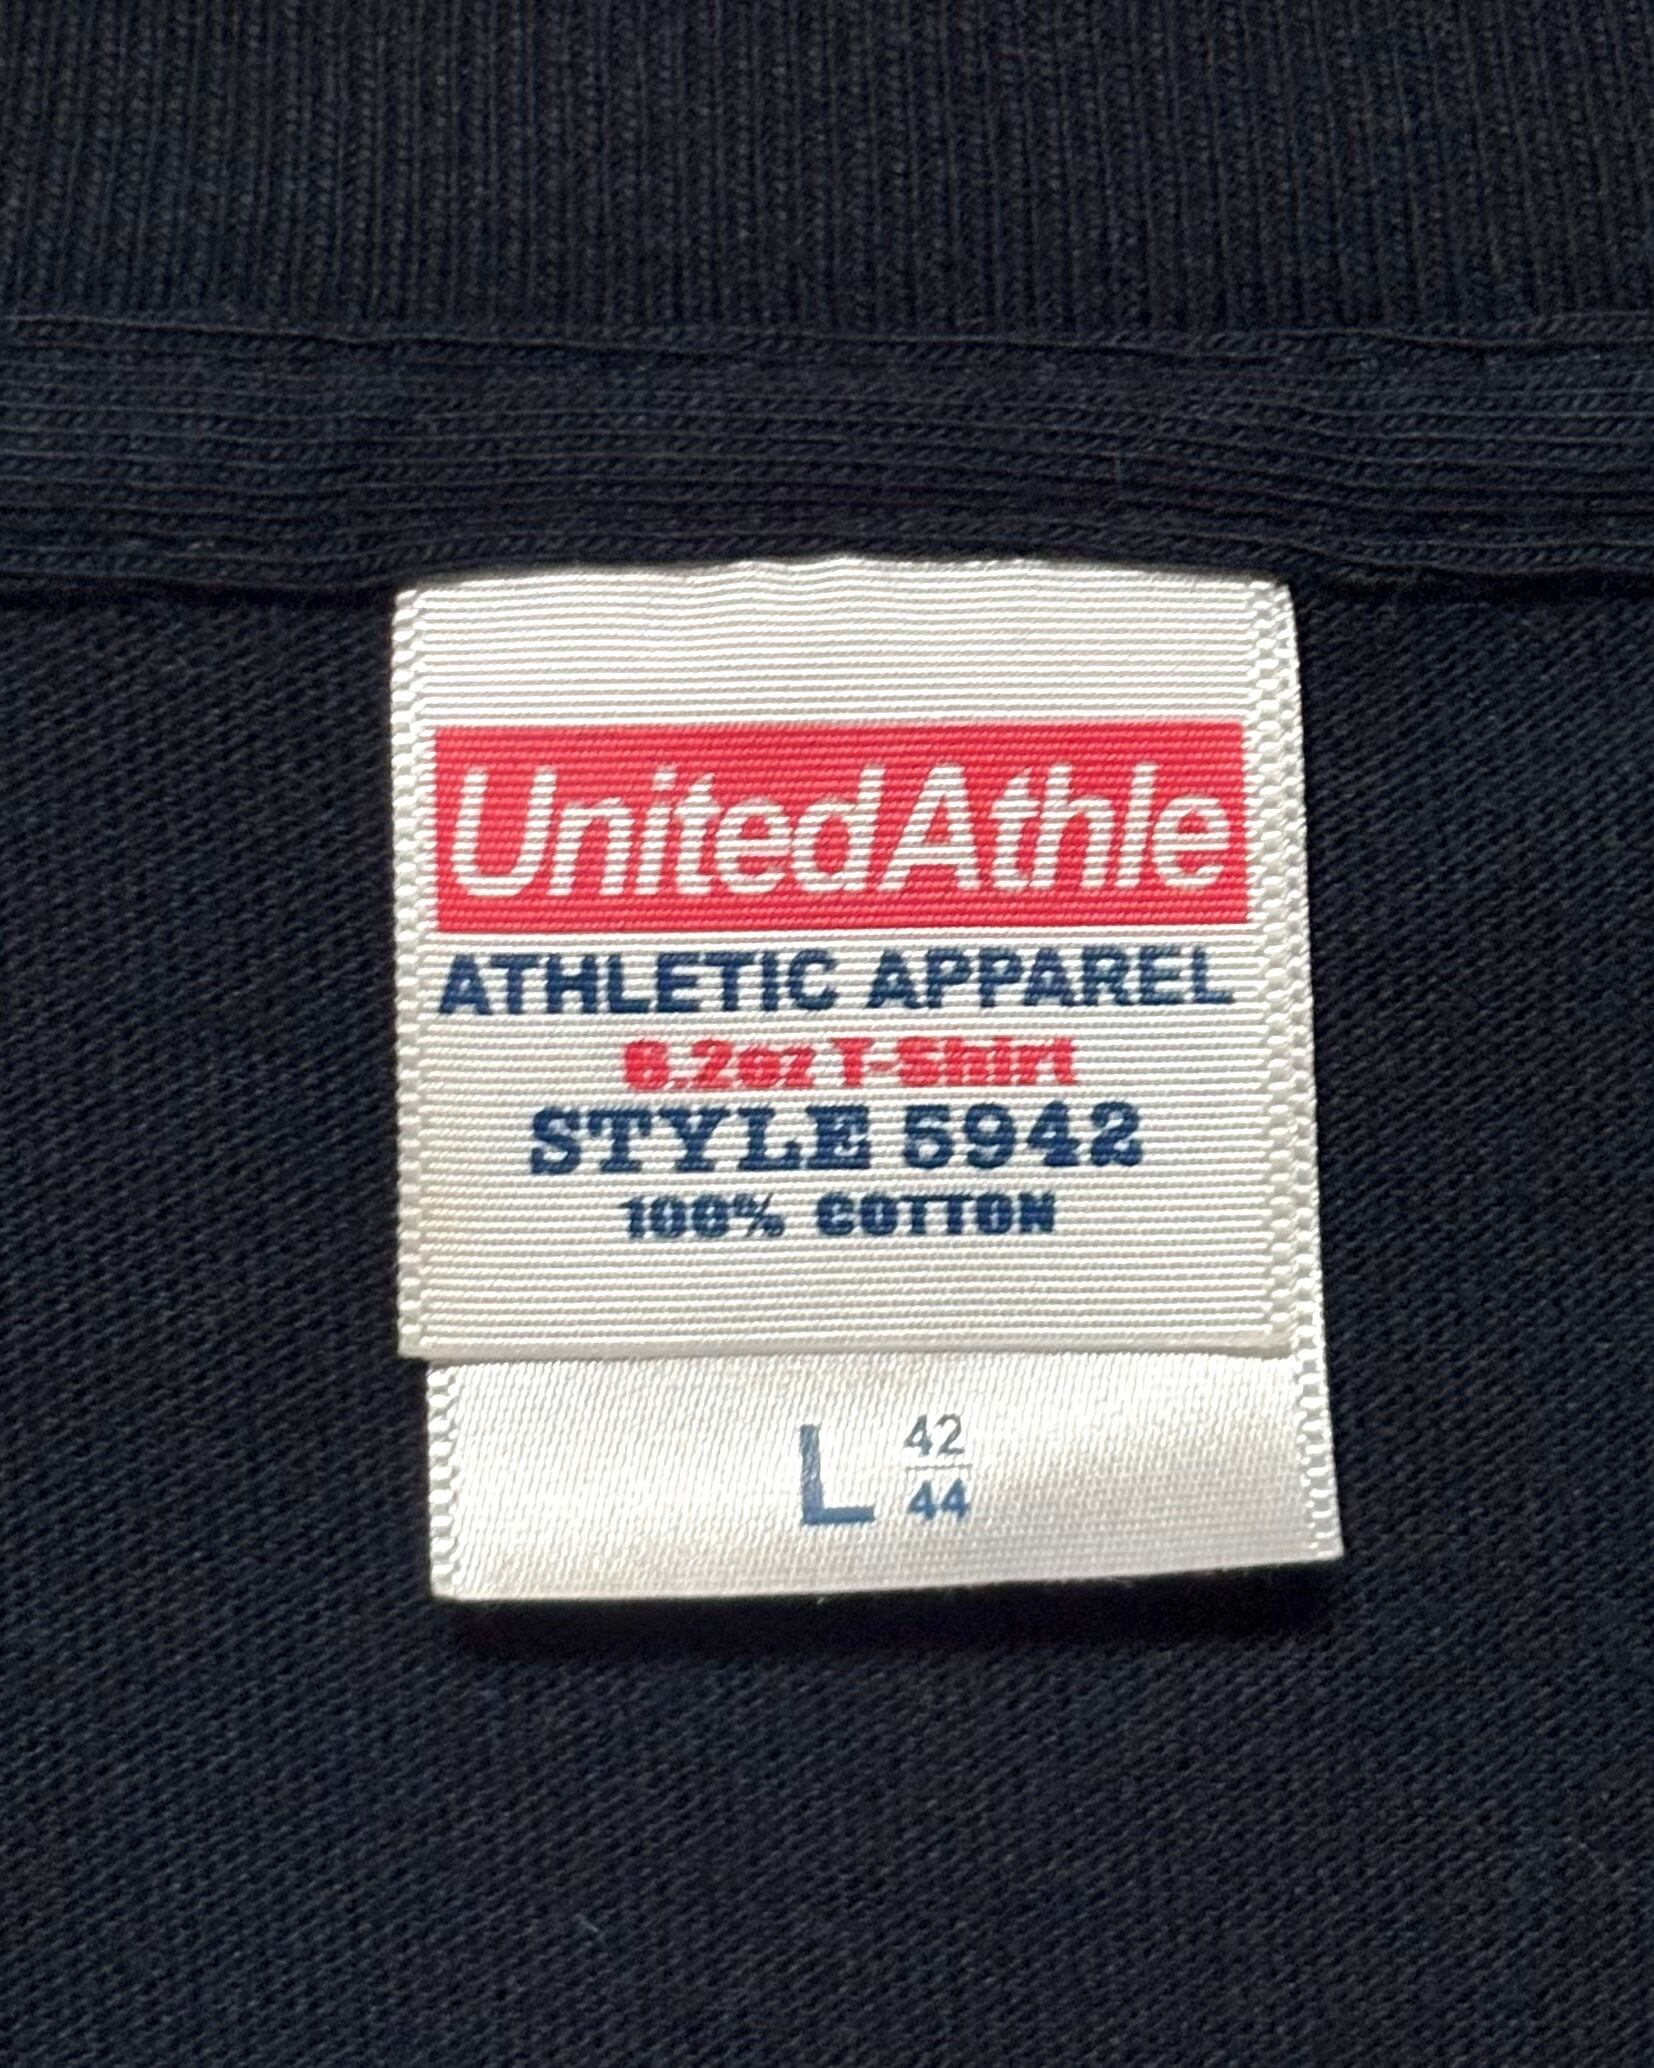 UnitedAthle
ATHLETIC APPAREL
6.2oz T-Shirt
STYLE 5942
100% COTTON
L 42/44